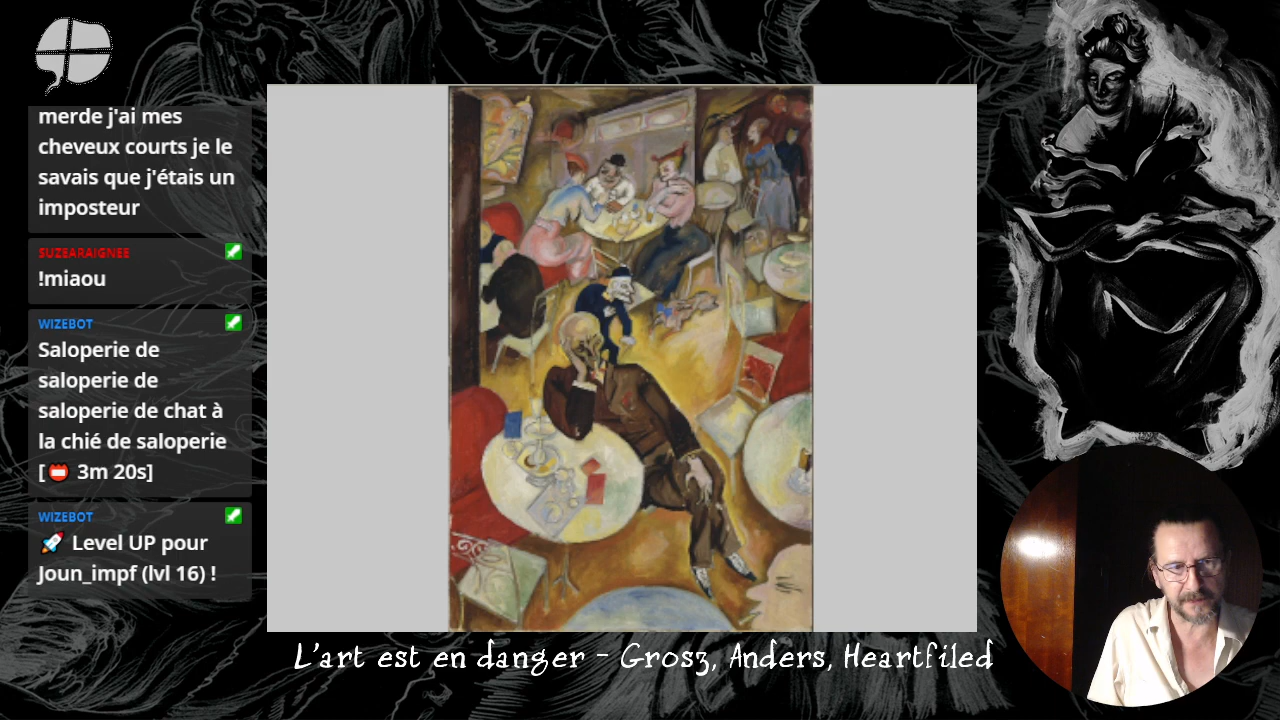 merde j'ai mes
cheveux courts je le
savais que j'étais un
imposteur
SUZEARAIGNEE
!miaou
WIZEBOT
Saloperie de
saloperie de
saloperie de chat à
la chié de saloperie
[📛 3m 20s]
WIZEBOT
🚀 Level UP pour
Joun_impf (lvl 16) !
L'art est en danger - Grosz, Anders, Heartfiled